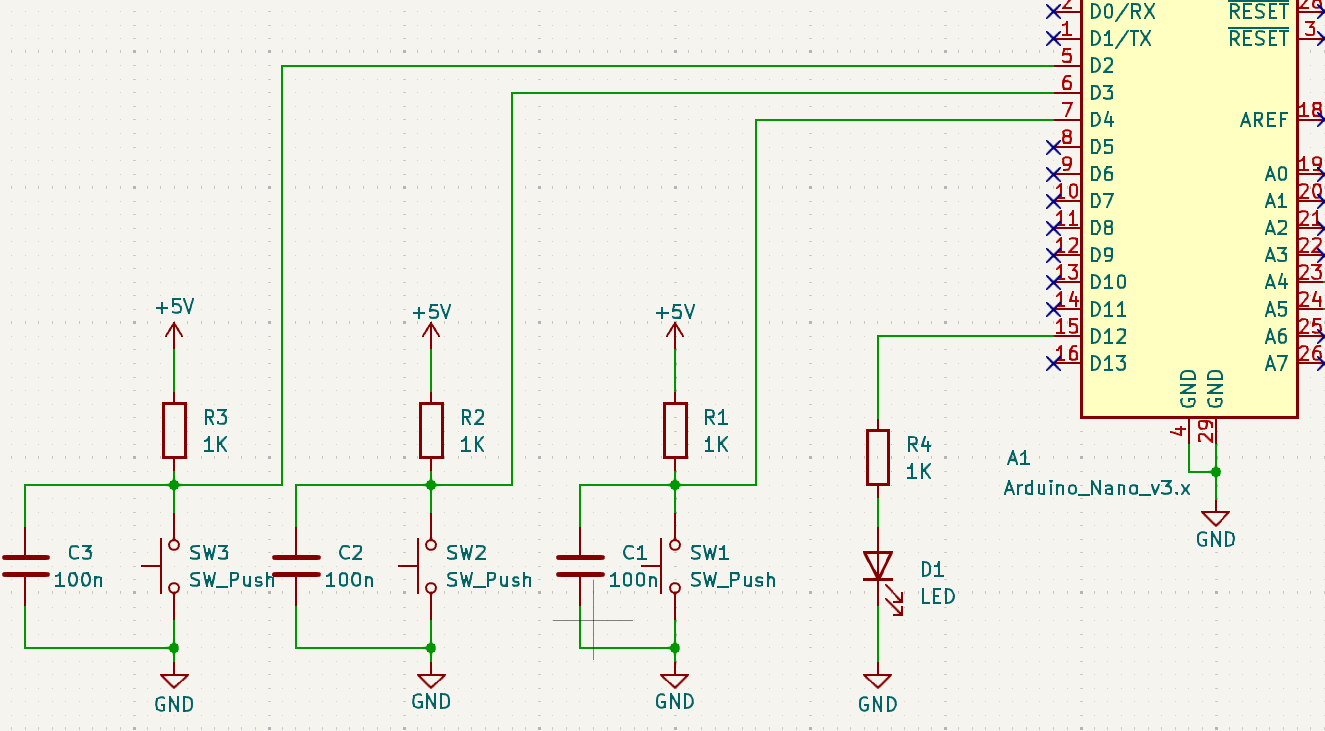 2 D0/RX RESET 28
1 D1/TX RESET 3
5 D2
6 D3
7 D4 AREF 18
8 D5
9 D6 A0 19
10 D7 A1 20
11 D8 A2 21
12 D9 A3 22
13 D10 A4 23
14 D11 A5 24
15 D12 A6 25
16 D13 A7 26
GND GND
4 29
A1
Arduino_Nano_v3.x
GND
+5V
R3
1K
C3
100n
SW3
SW_Push
GND
+5V
R2
1K
C2
100n
SW2
SW_Push
GND
+5V
R1
1K
C1
100n
SW1
SW_Push
GND
R4
1K
D1
LED
GND